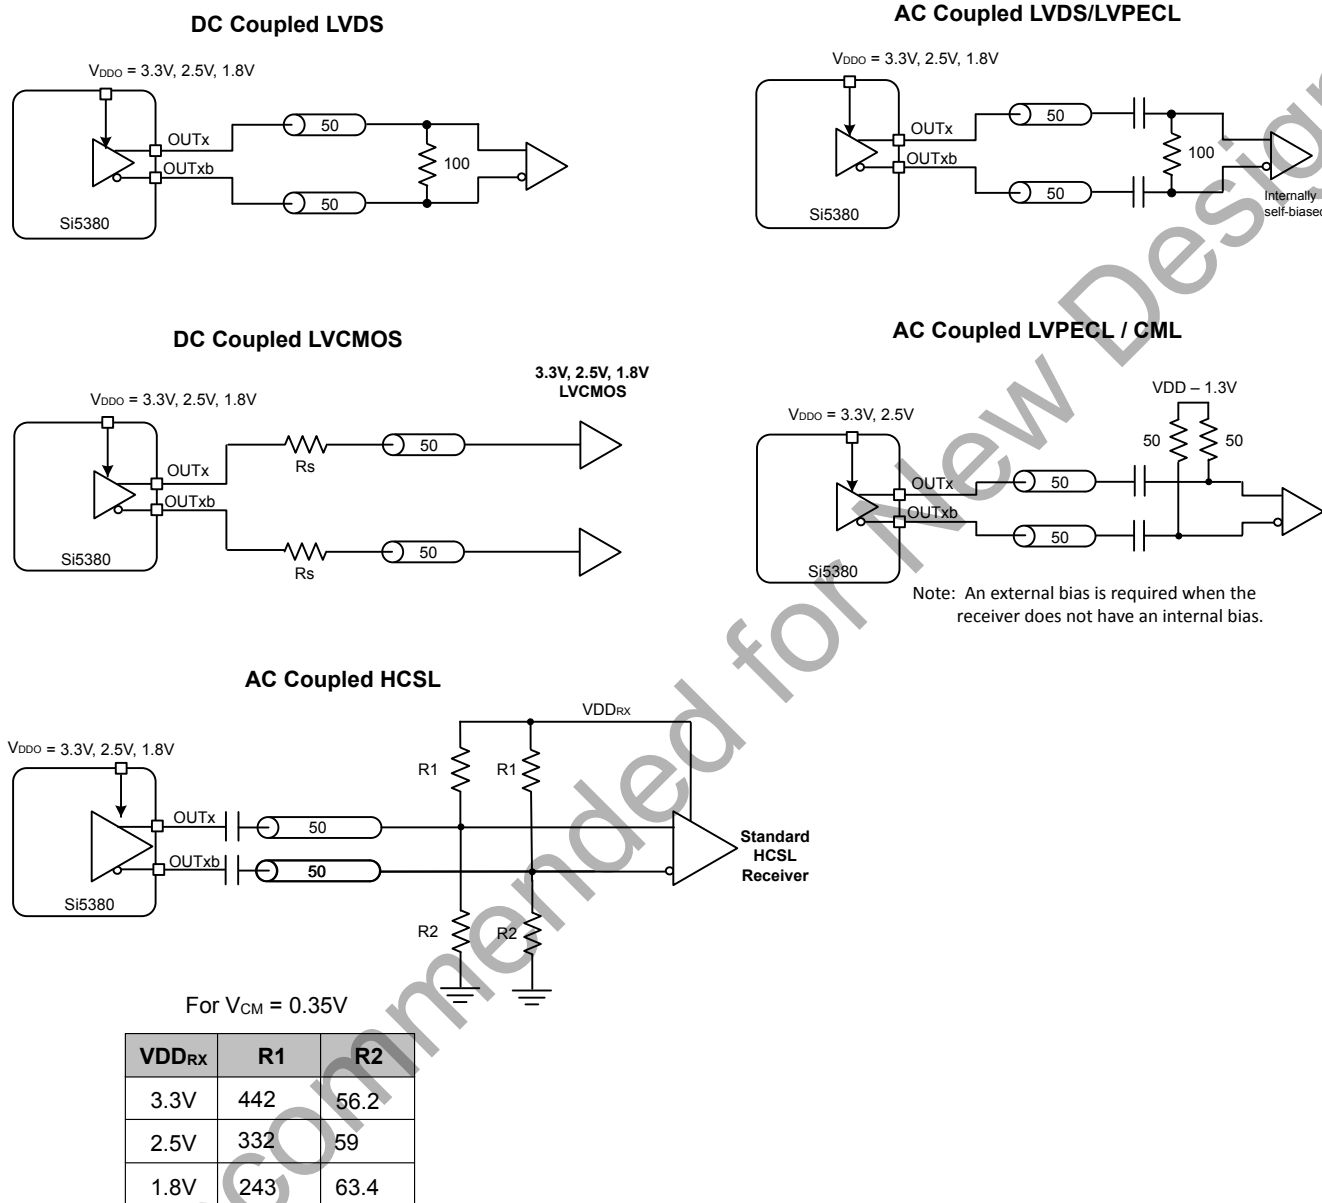 DC Coupled LVDS
VDDO = 3.3V, 2.5V, 1.8V
OUTx
OUTxb
50
50
100
Si5380
AC Coupled LVDS/LVPECL
VDDO = 3.3V, 2.5V, 1.8V
OUTx
OUTxb
50
50
100
Internally
self-biased
Si5380
DC Coupled LVCMOS
VDDO = 3.3V, 2.5V, 1.8V
3.3V, 2.5V, 1.8V
LVCMOS
OUTx
OUTxb
Rs
50
Rs
50
Si5380
AC Coupled LVPECL / CML
VDD – 1.3V
VDDO = 3.3V, 2.5V
50
50
OUTx
OUTxb
50
50
Si5380
Note: An external bias is required when the
receiver does not have an internal bias.
AC Coupled HCSL
VDDRX
VDDO = 3.3V, 2.5V, 1.8V
R1
R1
OUTx
50
OUTxb
50
Standard
HCSL
Receiver
Si5380
R2
R2
For VCM = 0.35V
VDDRX R1 R2
3.3V 442 56.2
2.5V 332 59
1.8V 243 63.4
commended for New Design